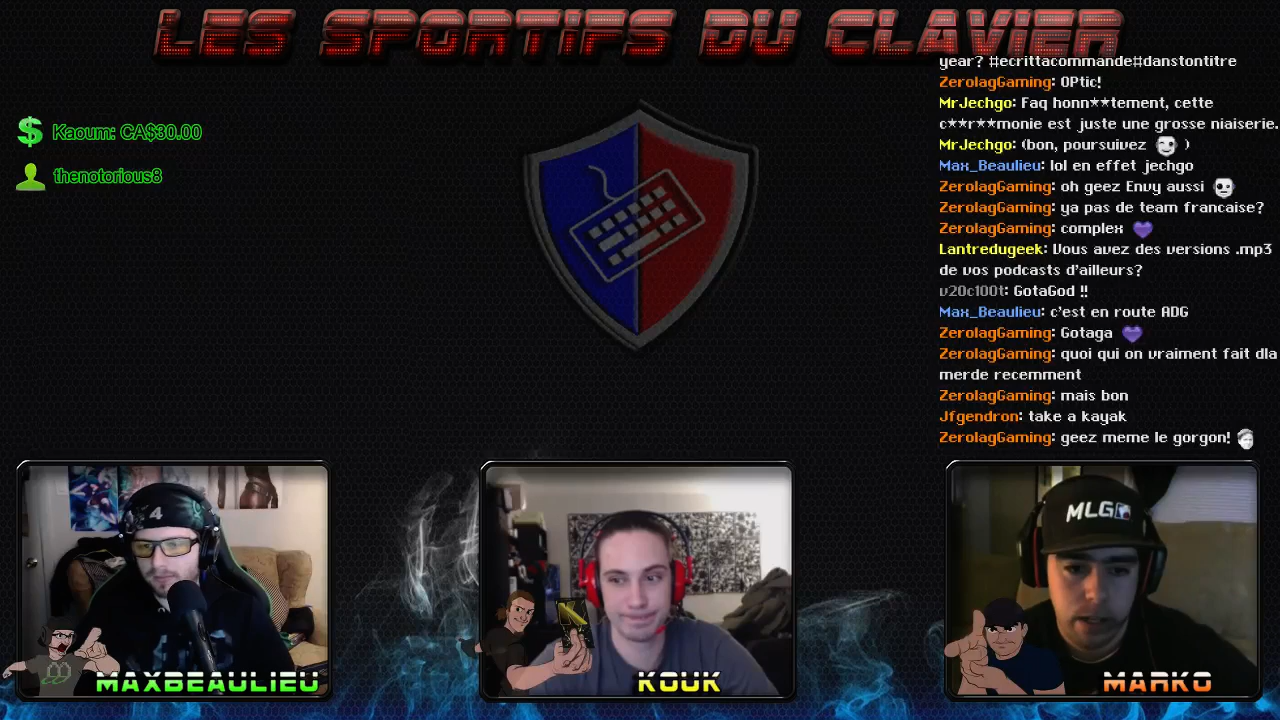 LES SPORTIFS DU CLAVIER
Kaoum: CA$30.00
thenotorious8
year? #ecrittacommande#danstontitre
ZerolagGaming: OPtic!
MrJechgo: Faq honn**tement, cette
c**r**monie est juste une grosse niaiserie.
MrJechgo: (bon, poursuivez )
Max_Beaulieu: lol en effet jechgo
ZerolagGaming: oh geez Envy aussi
ZerolagGaming: ya pas de team francaise?
ZerolagGaming: complex
Lantredugeek: Vous avez des versions .mp3
de vos podcasts d'ailleurs?
v20c100t: GotaGod !!
Max_Beaulieu: c'est en route ADG
ZerolagGaming: Gotaga
ZerolagGaming: quoi qui on vraiment fait dla
merde recemment
ZerolagGaming: mais bon
Jfgendron: take a kayak
ZerolagGaming: geez meme le gorgon!
4
MLG
MAXBEAULIEU
KOUK
MARKO